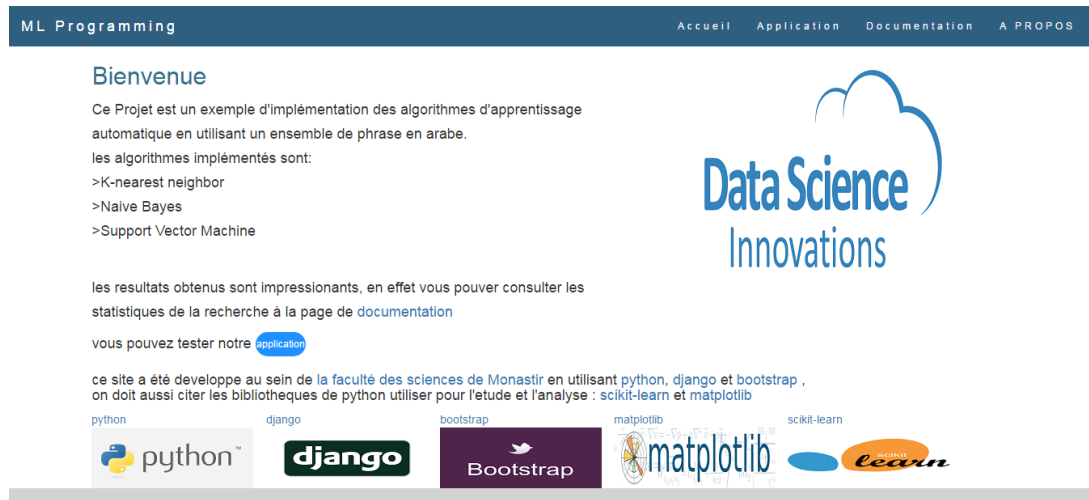 ML Programming
Accueil Application Documentation A PROPOS
Bienvenue
Ce Projet est un exemple d'implémentation des algorithmes d'apprentissage
automatique en utilisant un ensemble de phrase en arabe.
les algorithmes implémentés sont:
>K-nearest neighbor
>Naive Bayes
>Support Vector Machine
les resultats obtenus sont impressionants, en effet vous pouver consulter les
statistiques de la recherche à la page de documentation
vous pouvez tester notre application
Data Science
Innovations
ce site a été developpe au sein de la faculté des sciences de Monastir en utilisant python, django et bootstrap ,
on doit aussi citer les bibliotheques de python utiliser pour l'etude et l'analyse : scikit-learn et matplotlib
python django bootstrap matplotlib scikit-learn
python™
django
Bootstrap
matplotlib
scikit
learn